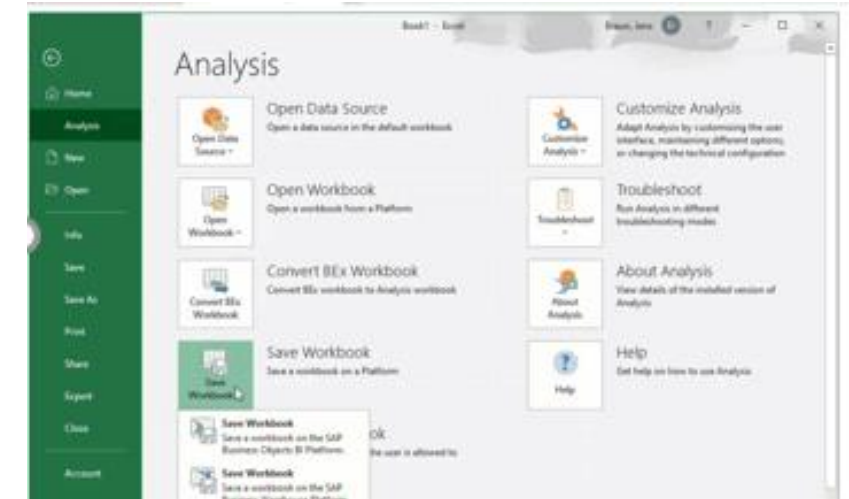 Book1 - Excel
Braun, Jens
?
Analysis
Home
Analysis
New
Open
Info
Save
Save As
Print
Share
Export
Close
Account
Open Data
Source
Open Data Source
Open a data source in the default workbook
Open
Workbook
Open Workbook
Open a workbook from a Platform
Convert BEx
Workbook
Convert BEx Workbook
Convert BEx workbook to Analysis workbook
Save
Workbook
Save Workbook
Save a workbook on a Platform
Save Workbook
Save a workbook on the SAP
Business Objects BI Platform.
Save Workbook
Save a workbook on the SAP
Business Warehouse Platform
ok
the user is allowed to
Customize
Analysis
Customize Analysis
Adapt Analysis by customizing the user
interface, maintaining different options,
or changing the technical configuration
Troubleshoot
Troubleshoot
Run Analysis in different
troubleshooting modes
About
Analysis
About Analysis
View details of the installed version of
Analysis
Help
Help
Get help on how to use Analysis